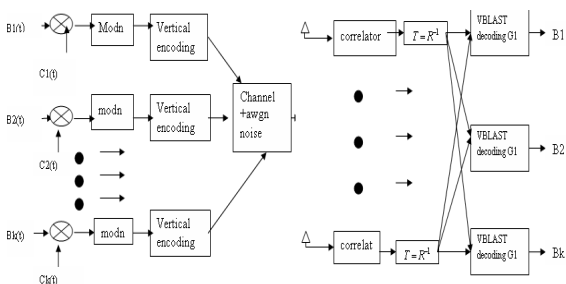 B1(t)
Modn
Vertical
encoding
C1(t)
B2(t)
modn
Vertical
encoding
C2(t)
Bk(t)
modn
Vertical
encoding
Ck(t)
Channel
+awgn
noise
correlator
T = R⁻¹
VBLAST
decoding G1
B1
VBLAST
decoding G1
B2
correlat
T = R⁻¹
VBLAST
decoding G1
Bk